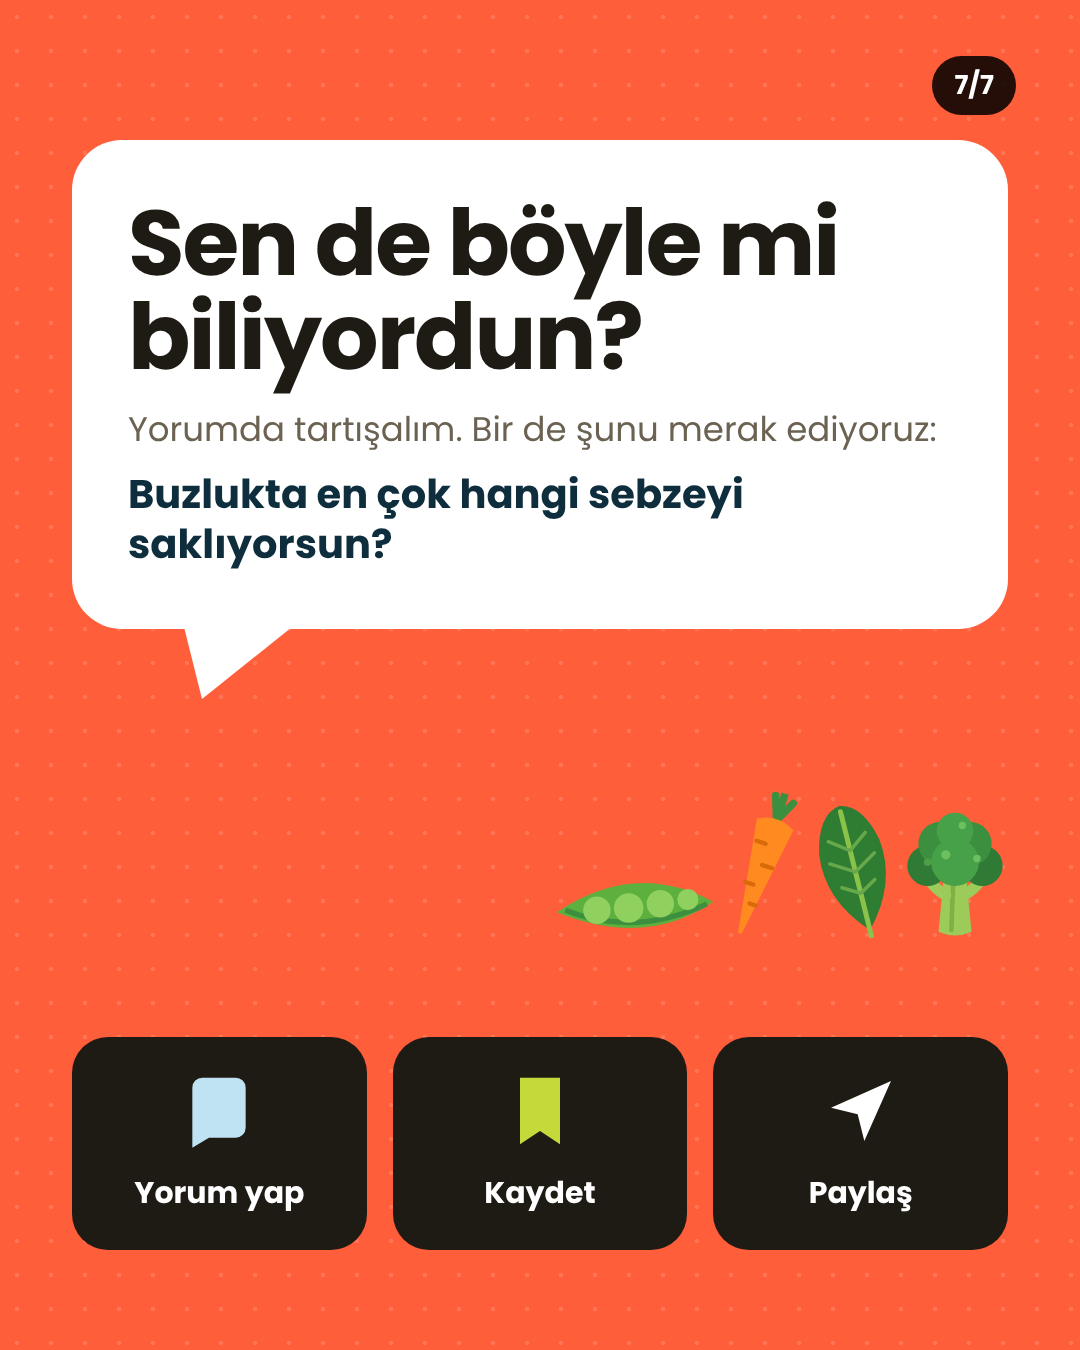 7/7
Sen de böyle mi
biliyordun?
Yorumda tartışalım. Bir de şunu merak ediyoruz:
Buzlukta en çok hangi sebzeyi
saklıyorsun?
Yorum yap
Kaydet
Paylaş